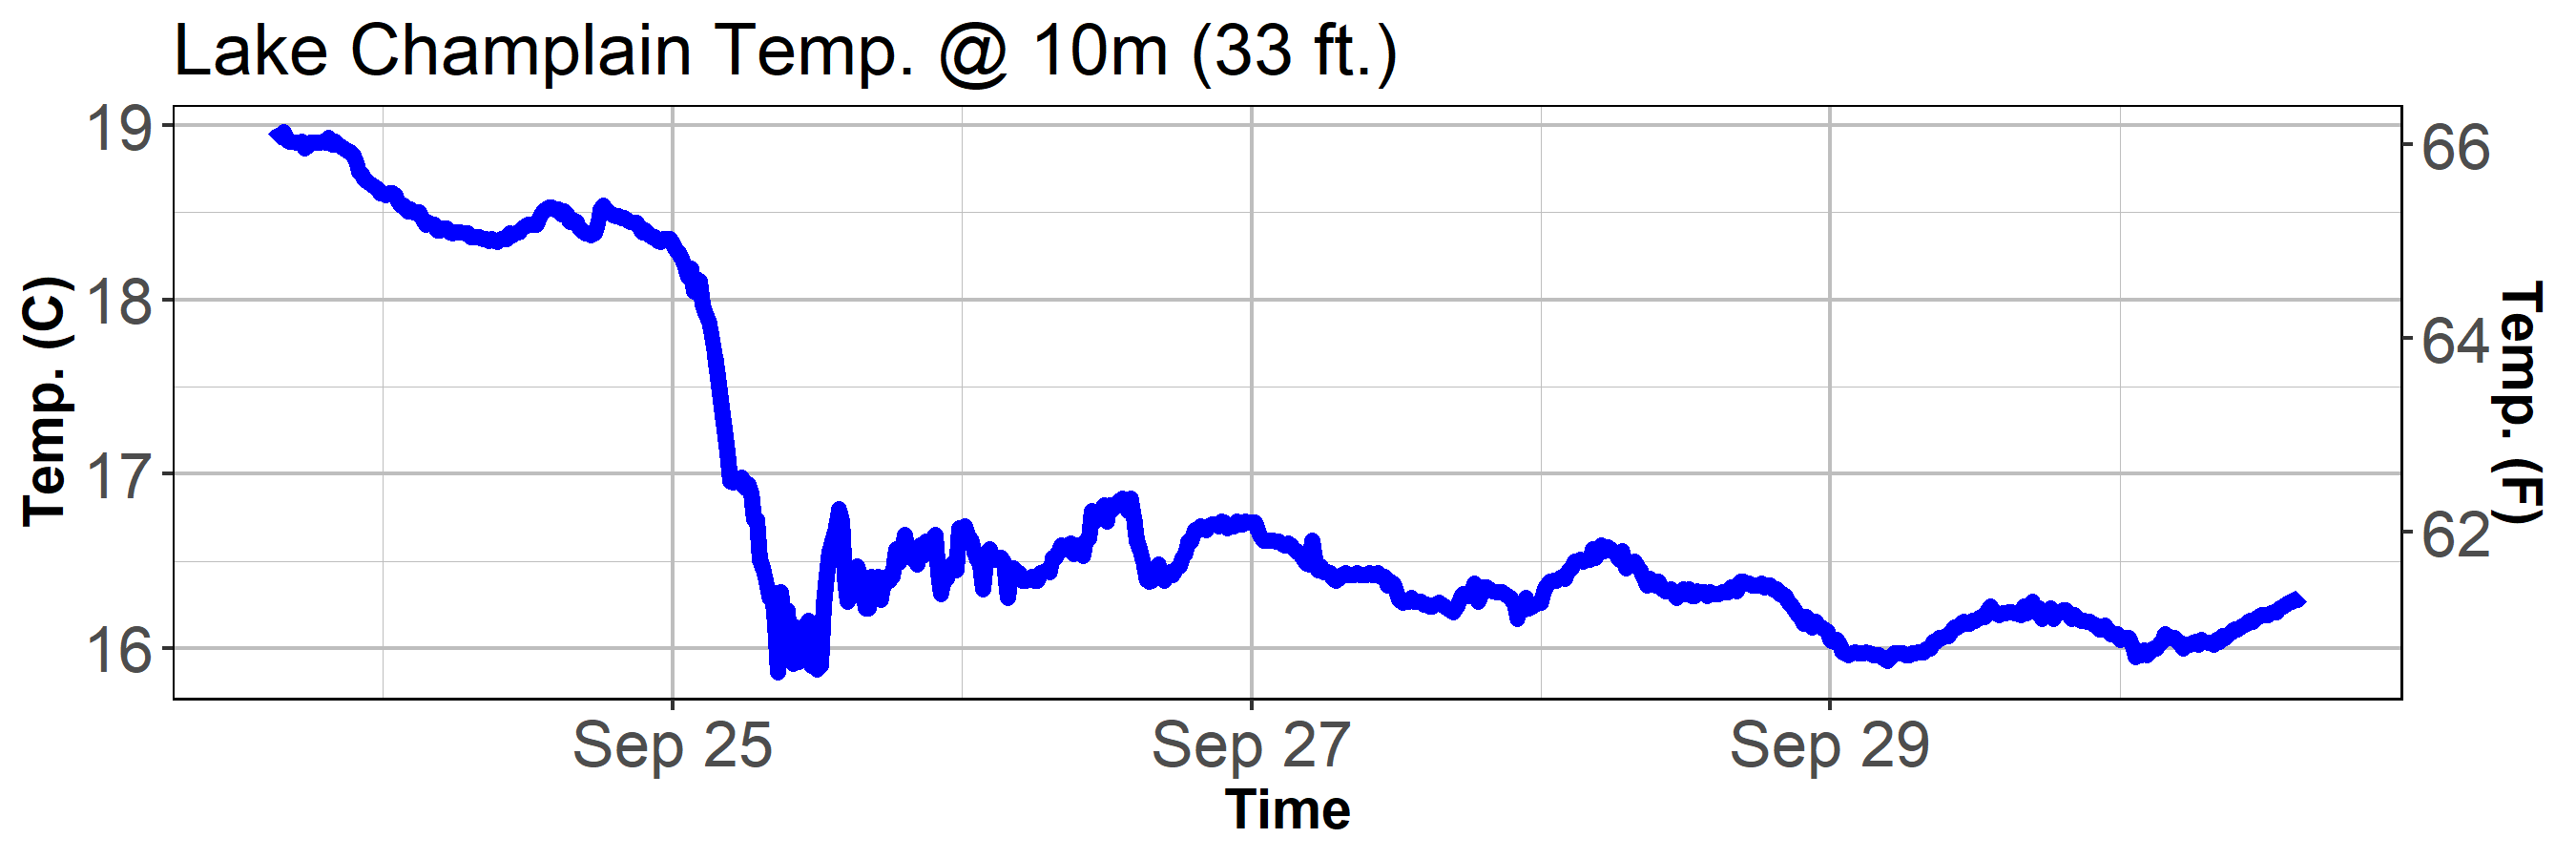 Lake Champlain Temp. @ 10m (33 ft.)
Temp. (C)
19
18
17
16
66
64
62
Temp. (F)
Sep 25
Sep 27
Sep 29
Time